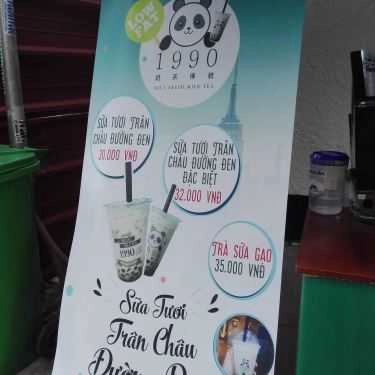 LOW
FAT
1990
SỮA TƯƠI TRÂN
CHÂU ĐƯỜNG ĐEN
30.000 VNĐ
SỮA TƯƠI TRÂN
CHÂU ĐƯỜNG ĐEN
ĐẶC BIỆT
32.000 VNĐ
1990
TRÀ SỮA GẠO
35.000 VNĐ
Sữa Tươi
Trân Châu